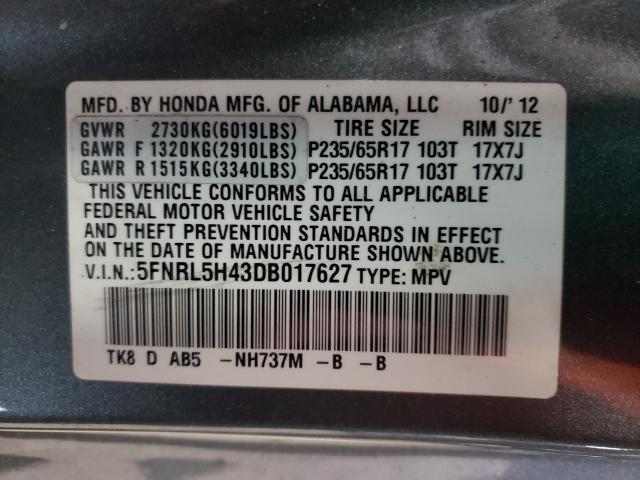 MFD. BY HONDA MFG. OF ALABAMA, LLC 10/'12
GVWR 2730KG(6019LBS) TIRE SIZE RIM SIZE
GAWR F 1320KG(2910LBS) P235/65R17 103T 17X7J
GAWR R 1515KG(3340LBS) P235/65R17 103T 17X7J
THIS VEHICLE CONFORMS TO ALL APPLICABLE
FEDERAL MOTOR VEHICLE SAFETY
AND THEFT PREVENTION STANDARDS IN EFFECT
ON THE DATE OF MANUFACTURE SHOWN ABOVE.
V.I.N.:5FNRL5H43DB017627 TYPE: MPV
TK8 D AB5 -NH737M -B -B